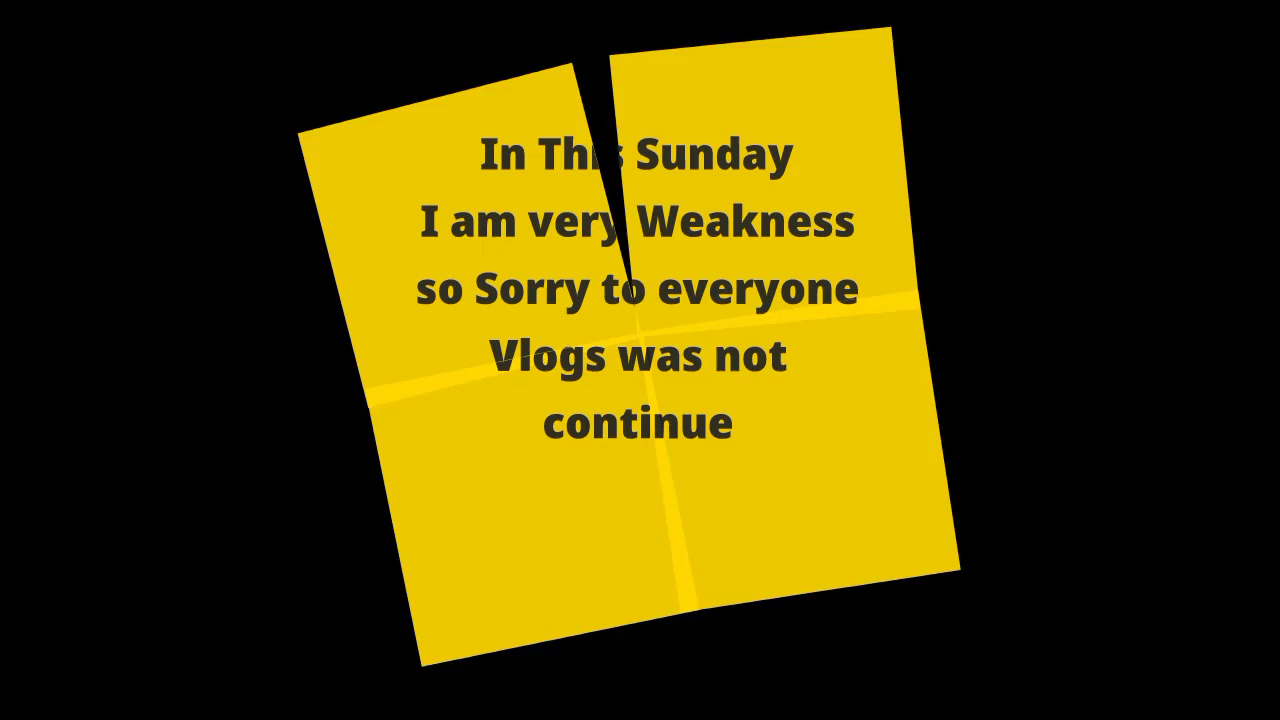 In This Sunday
I am very Weakness
so Sorry to everyone
Vlogs was not
continue